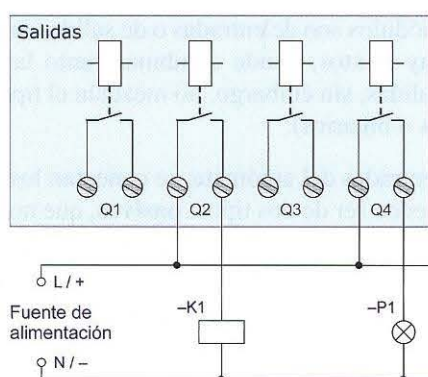 Salidas
Q1 Q2 Q3 Q4
L / +
Fuente de
alimentación
–K1
–P1
N / –